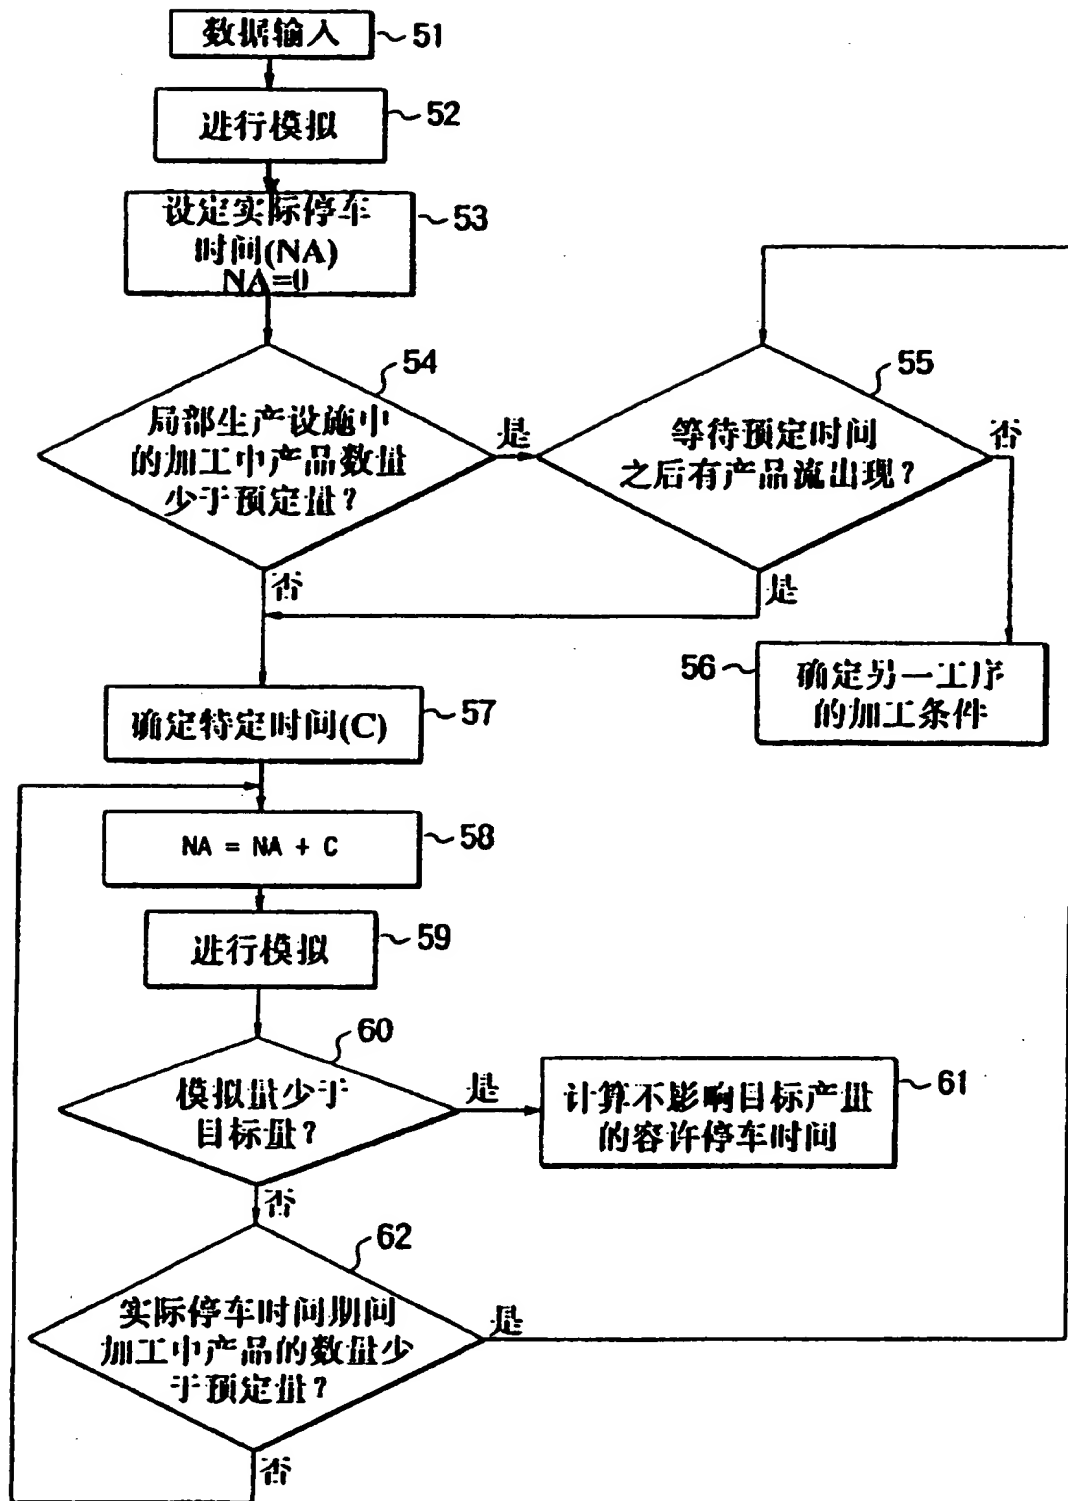 数据输入
51
进行模拟
52
设定实际停车
时间(NA)
NA=0
53
54
局部生产设施中
的加工中产品数量
少于预定量？
是
否
55
等待预定时间
之后有产品流出现？
否
是
56
确定另一工序
的加工条件
确定特定时间(C)
57
NA = NA + C
58
进行模拟
59
60
模拟量少于
目标量？
是
否
计算不影响目标产量
的容许停车时间
61
62
实际停车时间期间
加工中产品的数量少
于预定量？
是
否